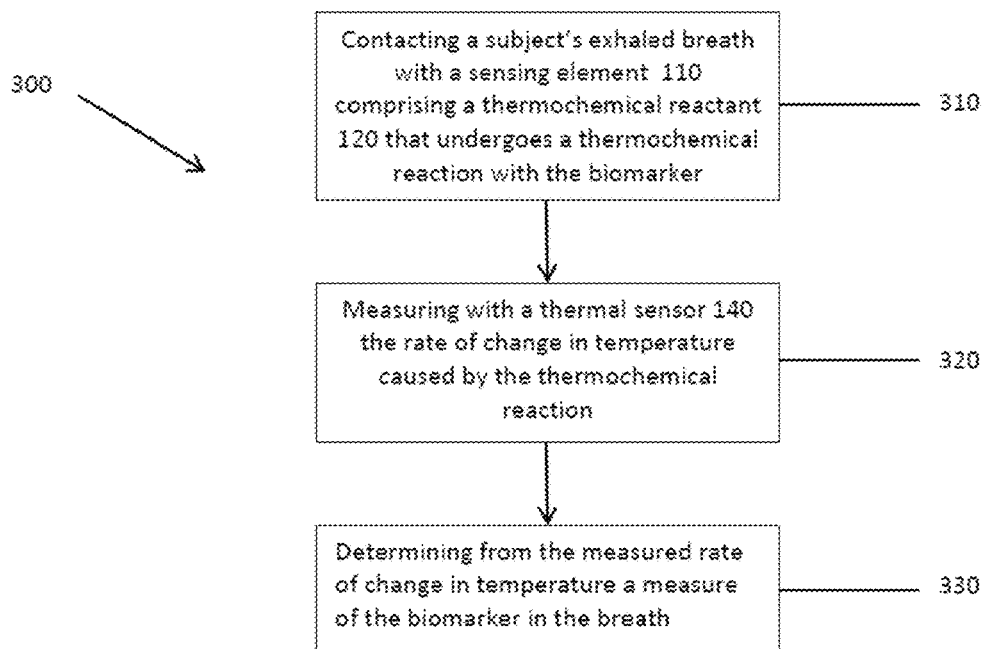 300
Contacting a subject's exhaled breath
with a sensing element 110
comprising a thermochemical reactant
120 that undergoes a thermochemical
reaction with the biomarker
310
Measuring with a thermal sensor 140
the rate of change in temperature
caused by the thermochemical
reaction
320
Determining from the measured rate
of change in temperature a measure
of the biomarker in the breath
330